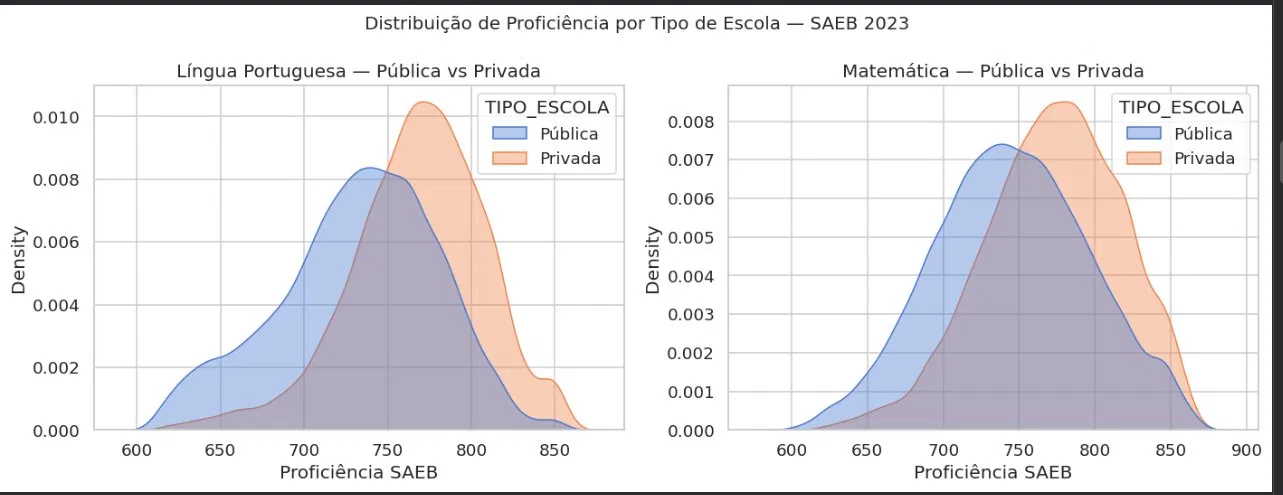 Distribuição de Proficiência por Tipo de Escola — SAEB 2023
Língua Portuguesa — Pública vs Privada
TIPO_ESCOLA
Pública
Privada
0.010
0.008
0.006
0.004
0.002
0.000
Density
600 650 700 750 800 850
Proficiência SAEB
Matemática — Pública vs Privada
TIPO_ESCOLA
Pública
Privada
0.008
0.007
0.006
0.005
0.004
0.003
0.002
0.001
0.000
Density
600 650 700 750 800 850 900
Proficiência SAEB